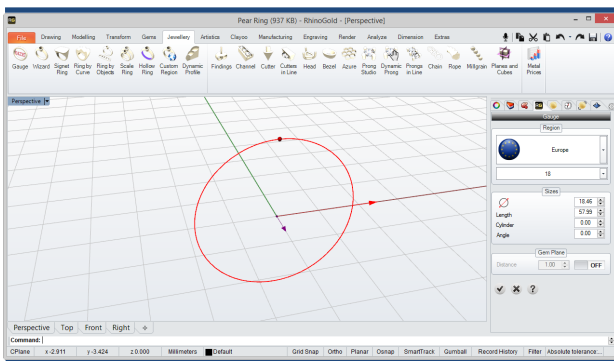 Pear Ring (937 KB) - RhinoGold - [Perspective]
File Drawing Modelling Transform Gems Jewellery Artistics Clayoo Manufacturing Engraving Render Analyze Dimension Extras
Gauge Wizard Signet Ring Ring by Curve Ring by Objects Scale Ring Hollow Ring Custom Region Dynamic Profile Findings Channel Cutter Cutters in Line Head Bezel Azure Prong Studio Dynamic Prong Prongs in Line Chain Rope Millgrain Planes and Cubes Metal Prices
Perspective
Gauge
Region
Europe
18
Sizes
18.46
Length 57.99
Cylinder 0.00
Angle 0.00
Gem Plane
Distance 1.00 OFF
Perspective Top Front Right
Command:
CPlane x -2.911 y -3.424 z 0.000 Millimeters Default Grid Snap Ortho Planar Osnap SmartTrack Gumball Record History Filter Absolute tolerance...